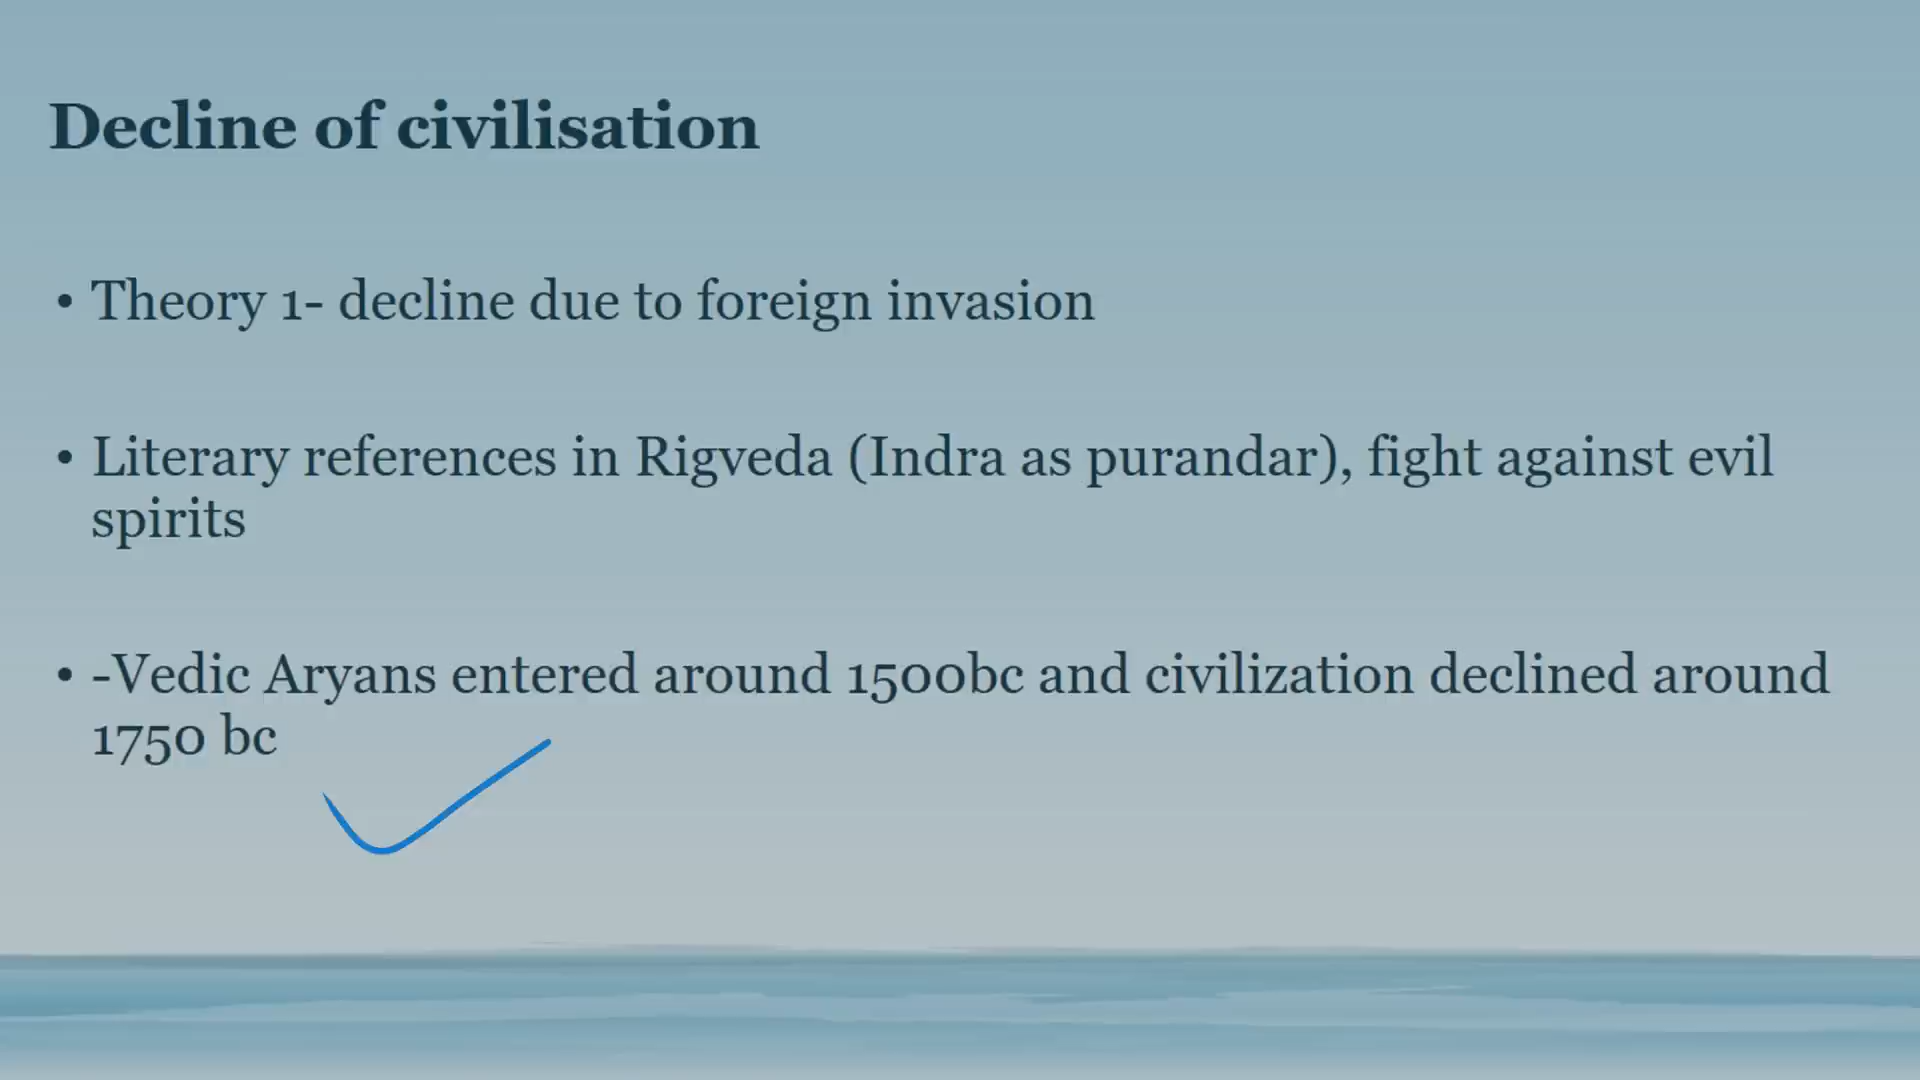 Decline of civilisation
• Theory 1- decline due to foreign invasion
• Literary references in Rigveda (Indra as purandar), fight against evil
spirits
• -Vedic Aryans entered around 1500bc and civilization declined around
1750 bc